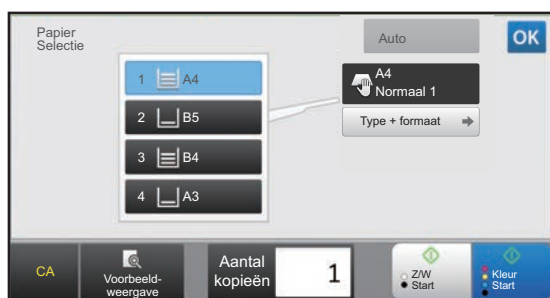 Papier
Selectie
Auto
OK
1 A4
2 B5
3 B4
4 A3
A4
Normaal 1
Type + formaat
CA
Voorbeeld-
weergave
Aantal
kopieën
1
Z/W
Start
Kleur
Start